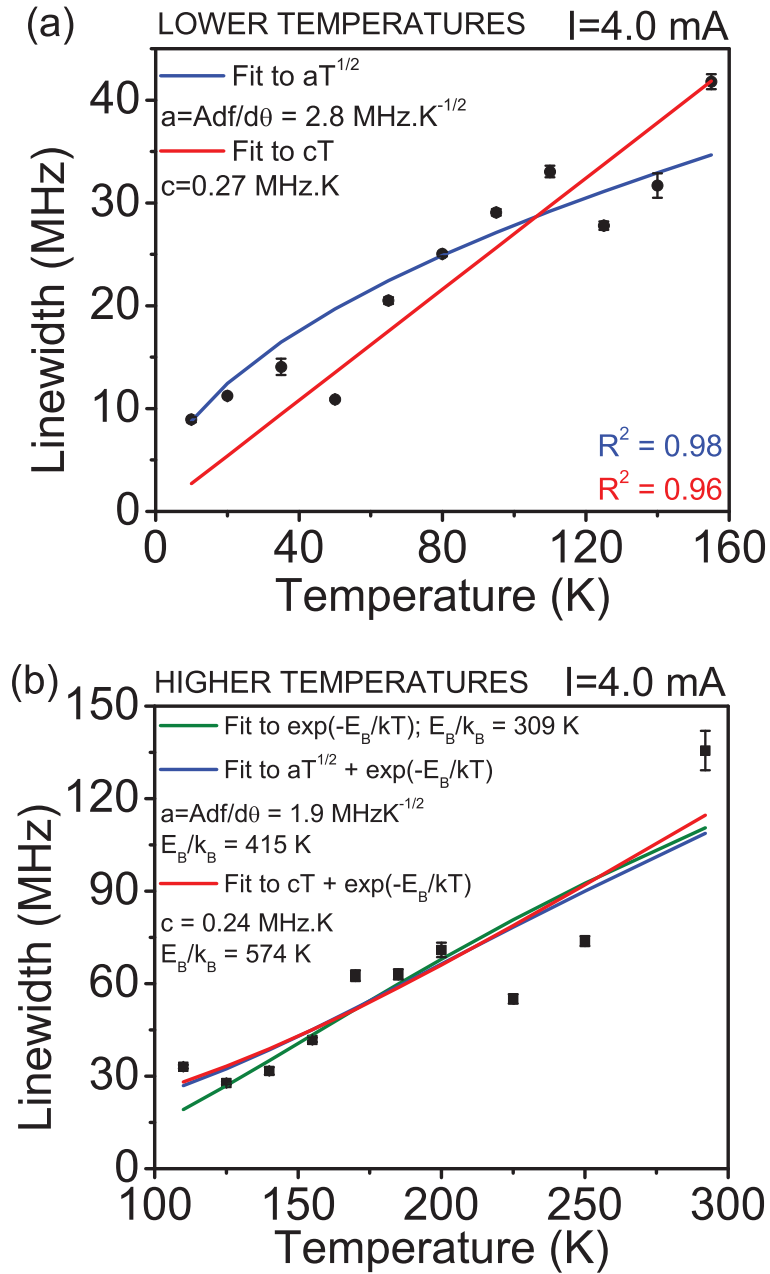 (a) LOWER TEMPERATURES I=4.0 mA
Fit to aT^1/2
a=Adf/dθ = 2.8 MHz.K^-1/2
Fit to cT
c=0.27 MHz.K
R² = 0.98
R² = 0.96
Linewidth (MHz)
40
30
20
10
0
0 40 80 120 160
Temperature (K)
(b) HIGHER TEMPERATURES I=4.0 mA
Fit to exp(-E_B/kT); E_B/k_B = 309 K
Fit to aT^1/2 + exp(-E_B/kT)
a=Adf/dθ = 1.9 MHzK^-1/2
E_B/k_B = 415 K
Fit to cT + exp(-E_B/kT)
c = 0.24 MHz.K
E_B/k_B = 574 K
Linewidth (MHz)
150
120
90
60
30
0
100 150 200 250 300
Temperature (K)